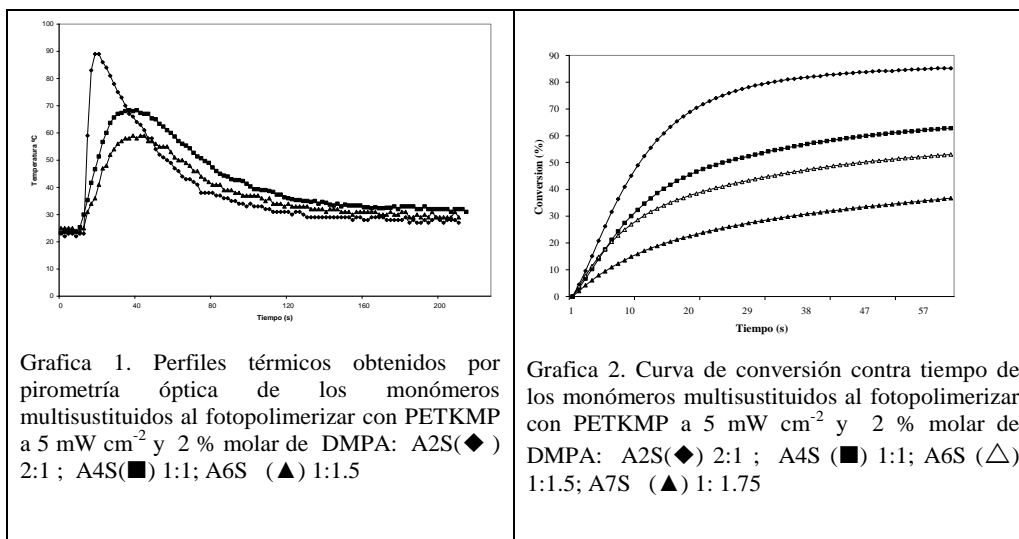 100
90
80
70
60
50
40
30
20
10
0
Temperatura ºC
0 40 80 120 160 200
Tiempo (s)
Grafica 1. Perfiles térmicos obtenidos por
pirometría óptica de los monómeros
multisustituidos al fotopolimerizar con PETKMP
a 5 mW cm-2 y 2 % molar de DMPA: A2S(◆)
2:1 ; A4S(■) 1:1; A6S (▲) 1:1.5
90
80
70
60
50
40
30
20
10
0
Conversion (%)
1 10 20 29 38 47 57
Tiempo (s)
Grafica 2. Curva de conversión contra tiempo de
los monómeros multisustituidos al fotopolimerizar
con PETKMP a 5 mW cm-2 y 2 % molar de
DMPA: A2S(◆) 2:1 ; A4S (■) 1:1; A6S (△)
1:1.5; A7S (▲) 1: 1.75